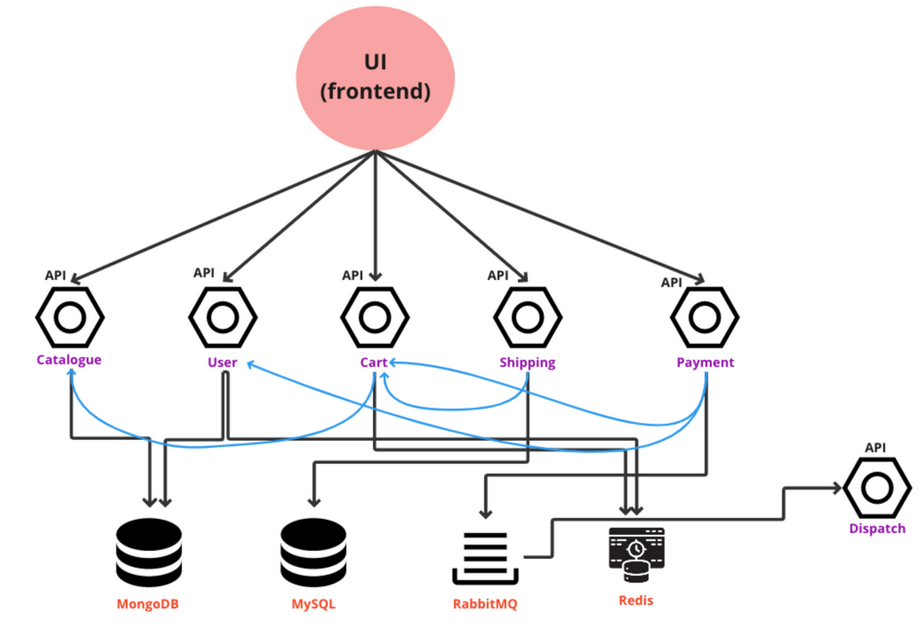 UI
(frontend)
API
API
API
API
API
Catalogue
User
Cart
Shipping
Payment
API
Dispatch
MongoDB
MySQL
RabbitMQ
Redis